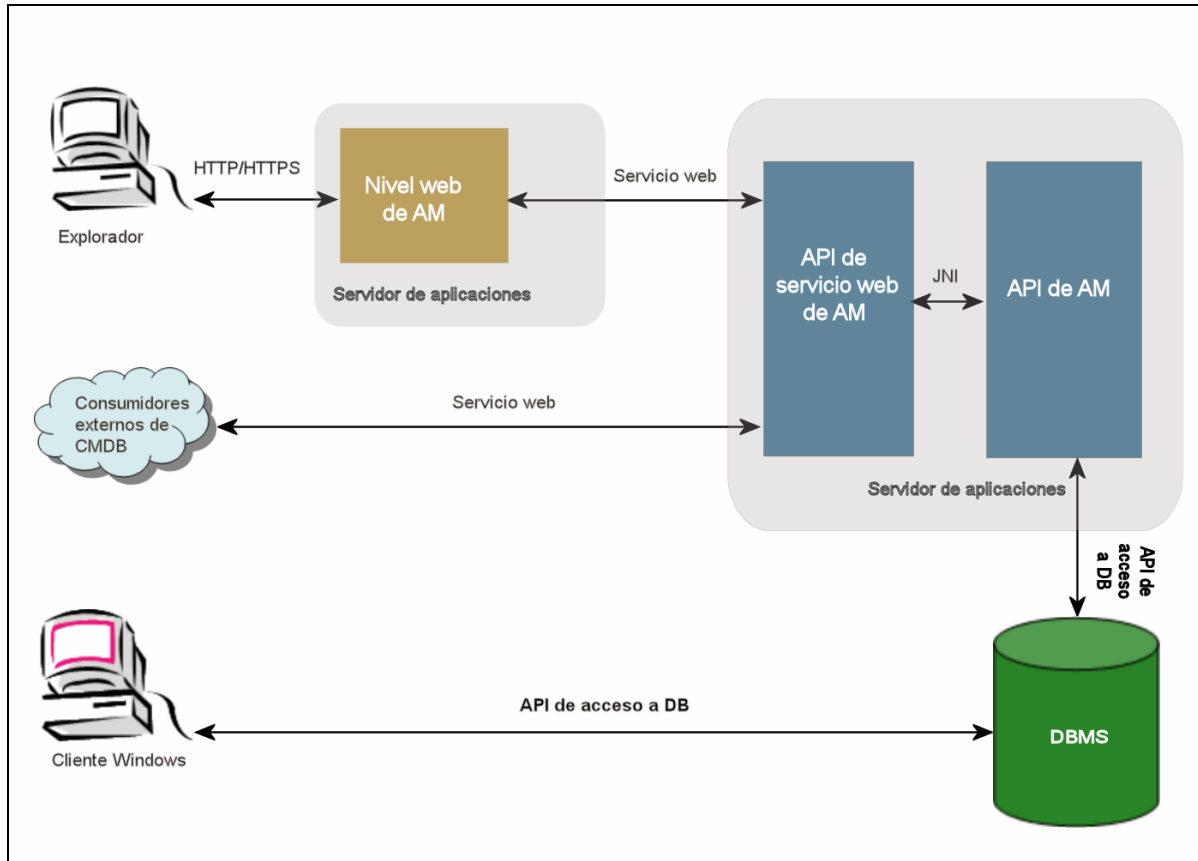 HTTP/HTTPS
Explorador
Nivel web
de AM
Servidor de aplicaciones
Servicio web
API de
servicio web
de AM
JNI
API de AM
Servidor de aplicaciones
Consumidores
externos de
CMDB
Servicio web
API de
acceso
a DB
Cliente Windows
API de acceso a DB
DBMS